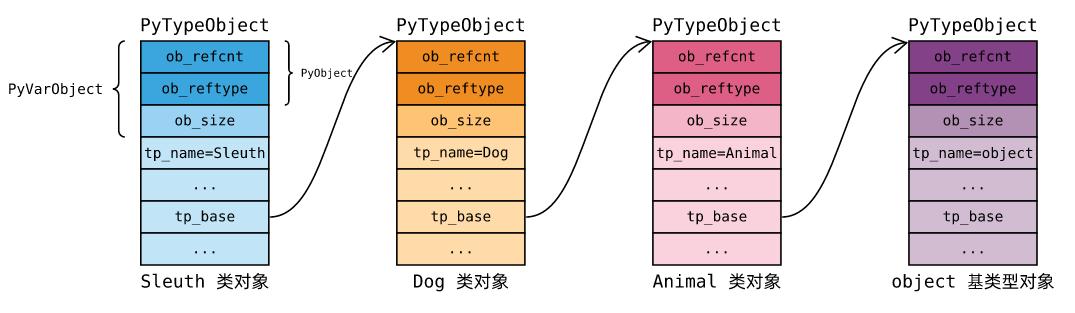 PyTypeObject PyTypeObject PyTypeObject PyTypeObject
ob_refcnt ob_refcnt ob_refcnt ob_refcnt
PyObject
PyVarObject
ob_reftype ob_reftype ob_reftype ob_reftype
ob_size ob_size ob_size ob_size
tp_name=Sleuth tp_name=Dog tp_name=Animal tp_name=object
... ... ... ...
tp_base tp_base tp_base tp_base
... ... ... ...
Sleuth 类对象 Dog 类对象 Animal 类对象 object 基类型对象